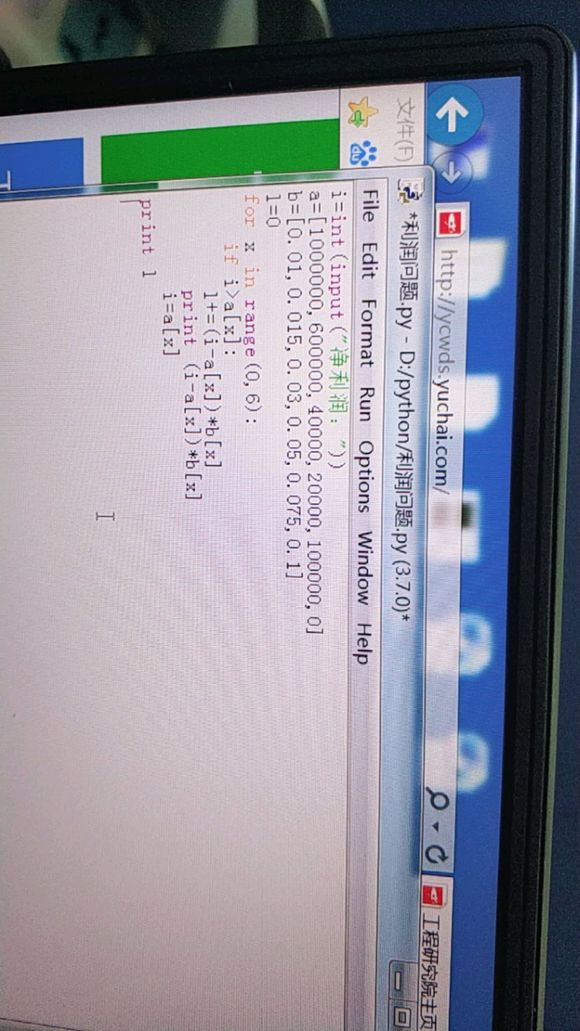 文件(F)
http://ycwds.yuchai.com/
工程研究院主页
*利润问题.py - D:/python/利润问题.py (3.7.0)*
File Edit Format Run Options Window Help
i=int(input("净利润："))
a=[1000000,600000,40000,20000,100000,0]
b=[0.01,0.015,0.03,0.05,0.075,0.1]
l=0
for x in range(0,6):
    if i>a[x]:
        l+=(i-a[x])*b[x]
        print (i-a[x])*b[x]
        i=a[x]
print l